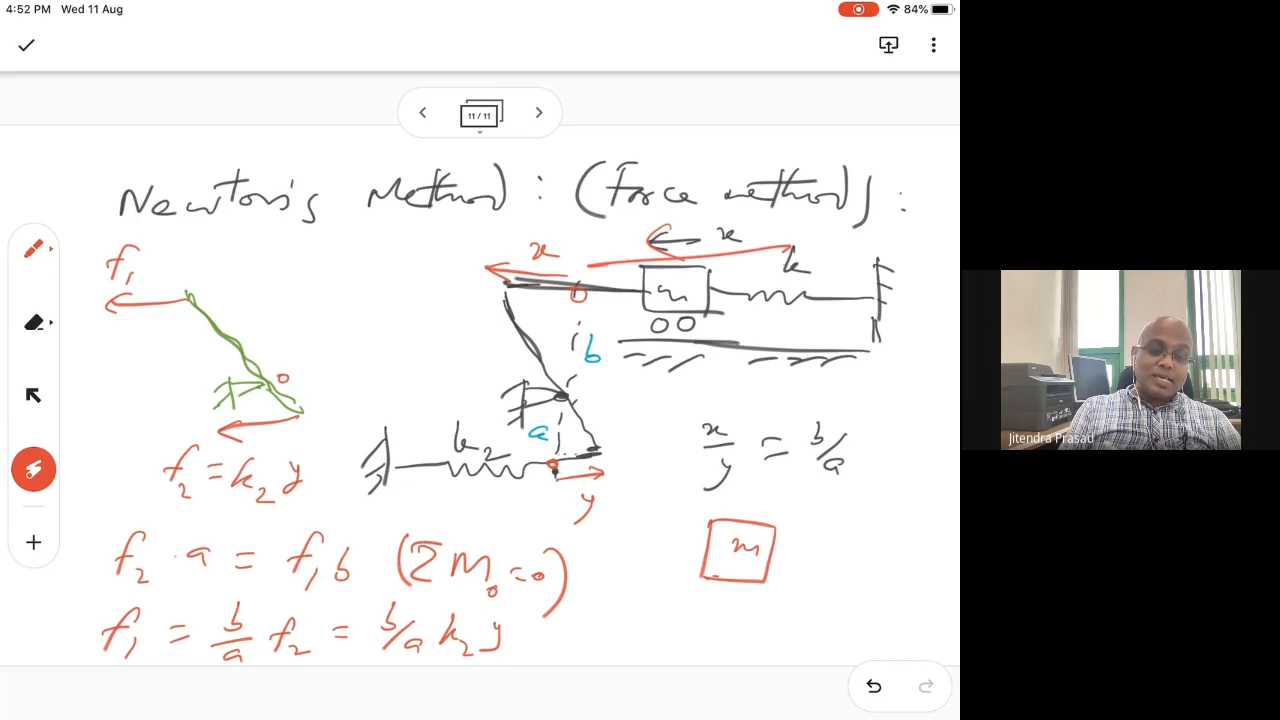 4:52 PM Wed 11 Aug
84%
11 / 11
Newton's Method : (Force method) :
f₁
x
x
k
m
o
b
o
a
k₂
y
x/y = b/a
f₂ = k₂ y
m
f₂ · a = f₁ b (ΣM₀ = 0)
f₁ = b/a f₂ = b/a k₂ y
Jitendra Prasad